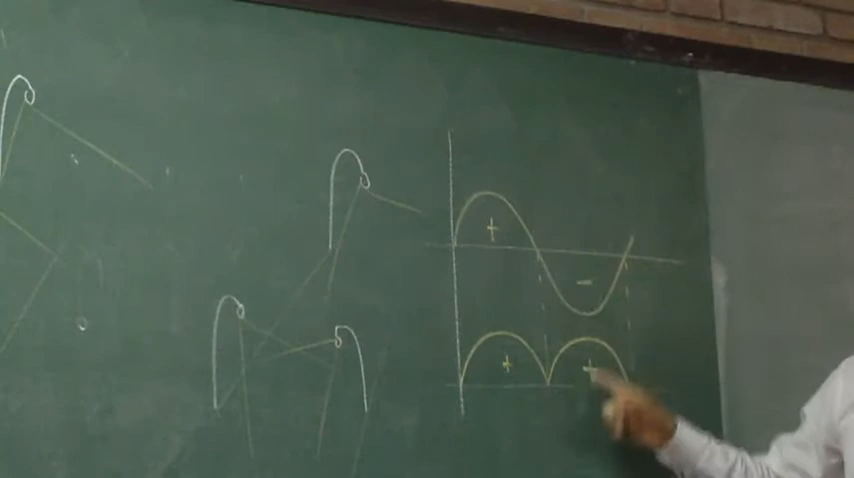 +
-
+ +